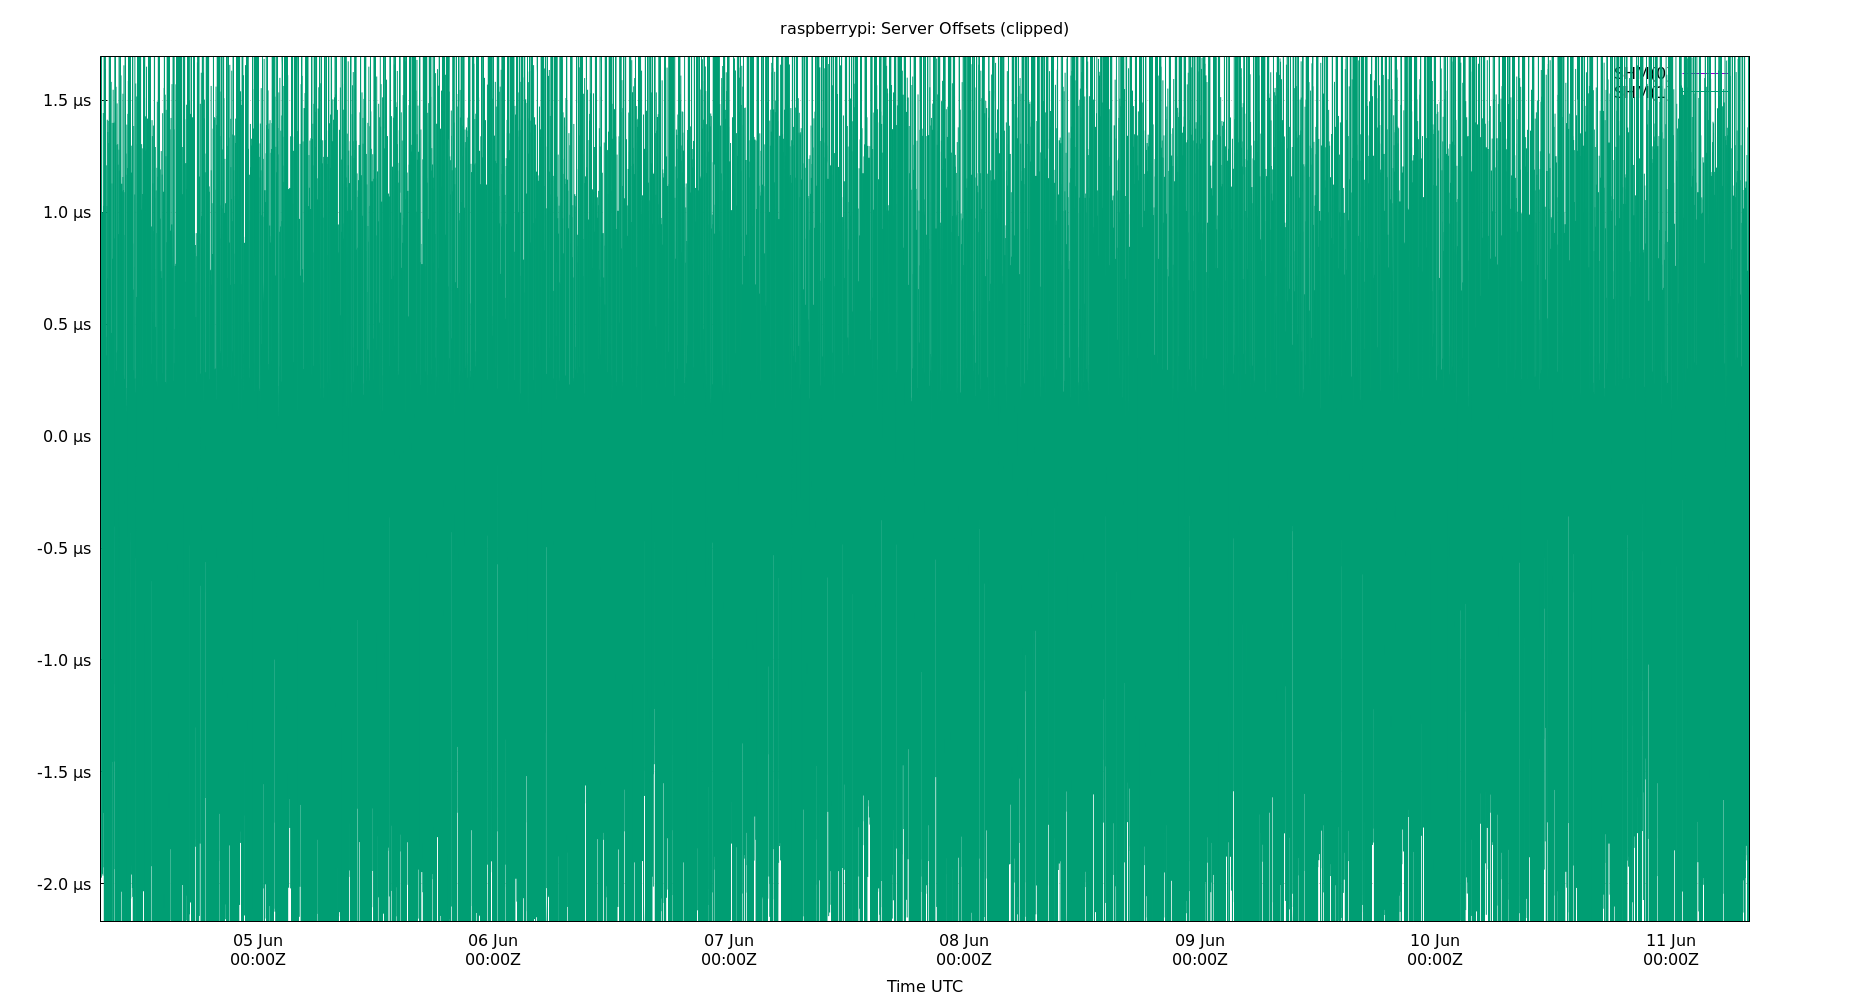 raspberrypi: Server Offsets (clipped)
SHM(0)
SHM(1)
1.5 µs
1.0 µs
0.5 µs
0.0 µs
-0.5 µs
-1.0 µs
-1.5 µs
-2.0 µs
05 Jun 06 Jun 07 Jun 08 Jun 09 Jun 10 Jun 11 Jun
00:00Z 00:00Z 00:00Z 00:00Z 00:00Z 00:00Z 00:00Z
Time UTC